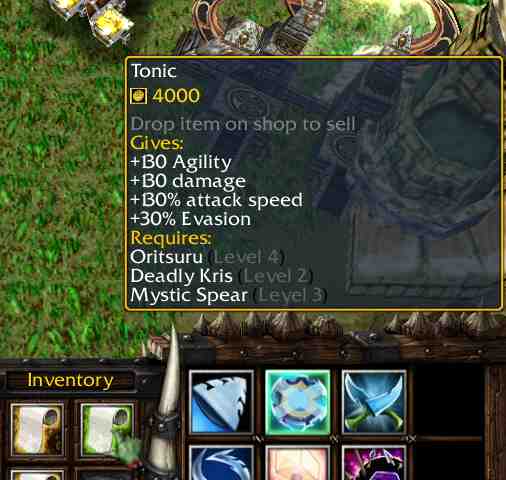 Tonic
4000
Drop item on shop to sell
Gives:
+130 Agility
+130 damage
+130% attack speed
+30% Evasion
Requires:
Oritsuru (Level 4)
Deadly Kris (Level 2)
Mystic Spear (Level 3)
Inventory